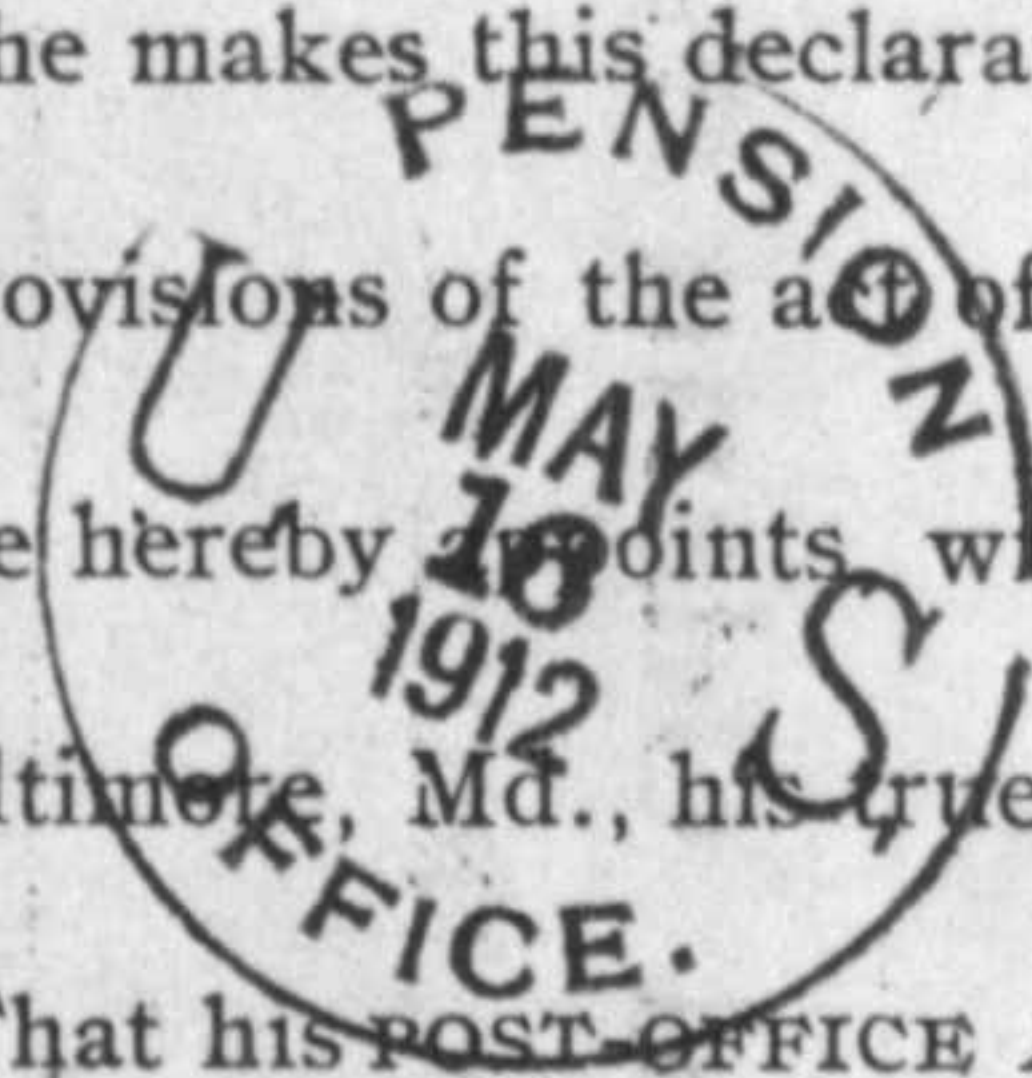 he makes this declara
ovisions of the act of
e hereby appoints, wi
ltimore, Md., his true
That his POST-OFFICE
U. S.
PENSION
OFFICE.
MAY
1912